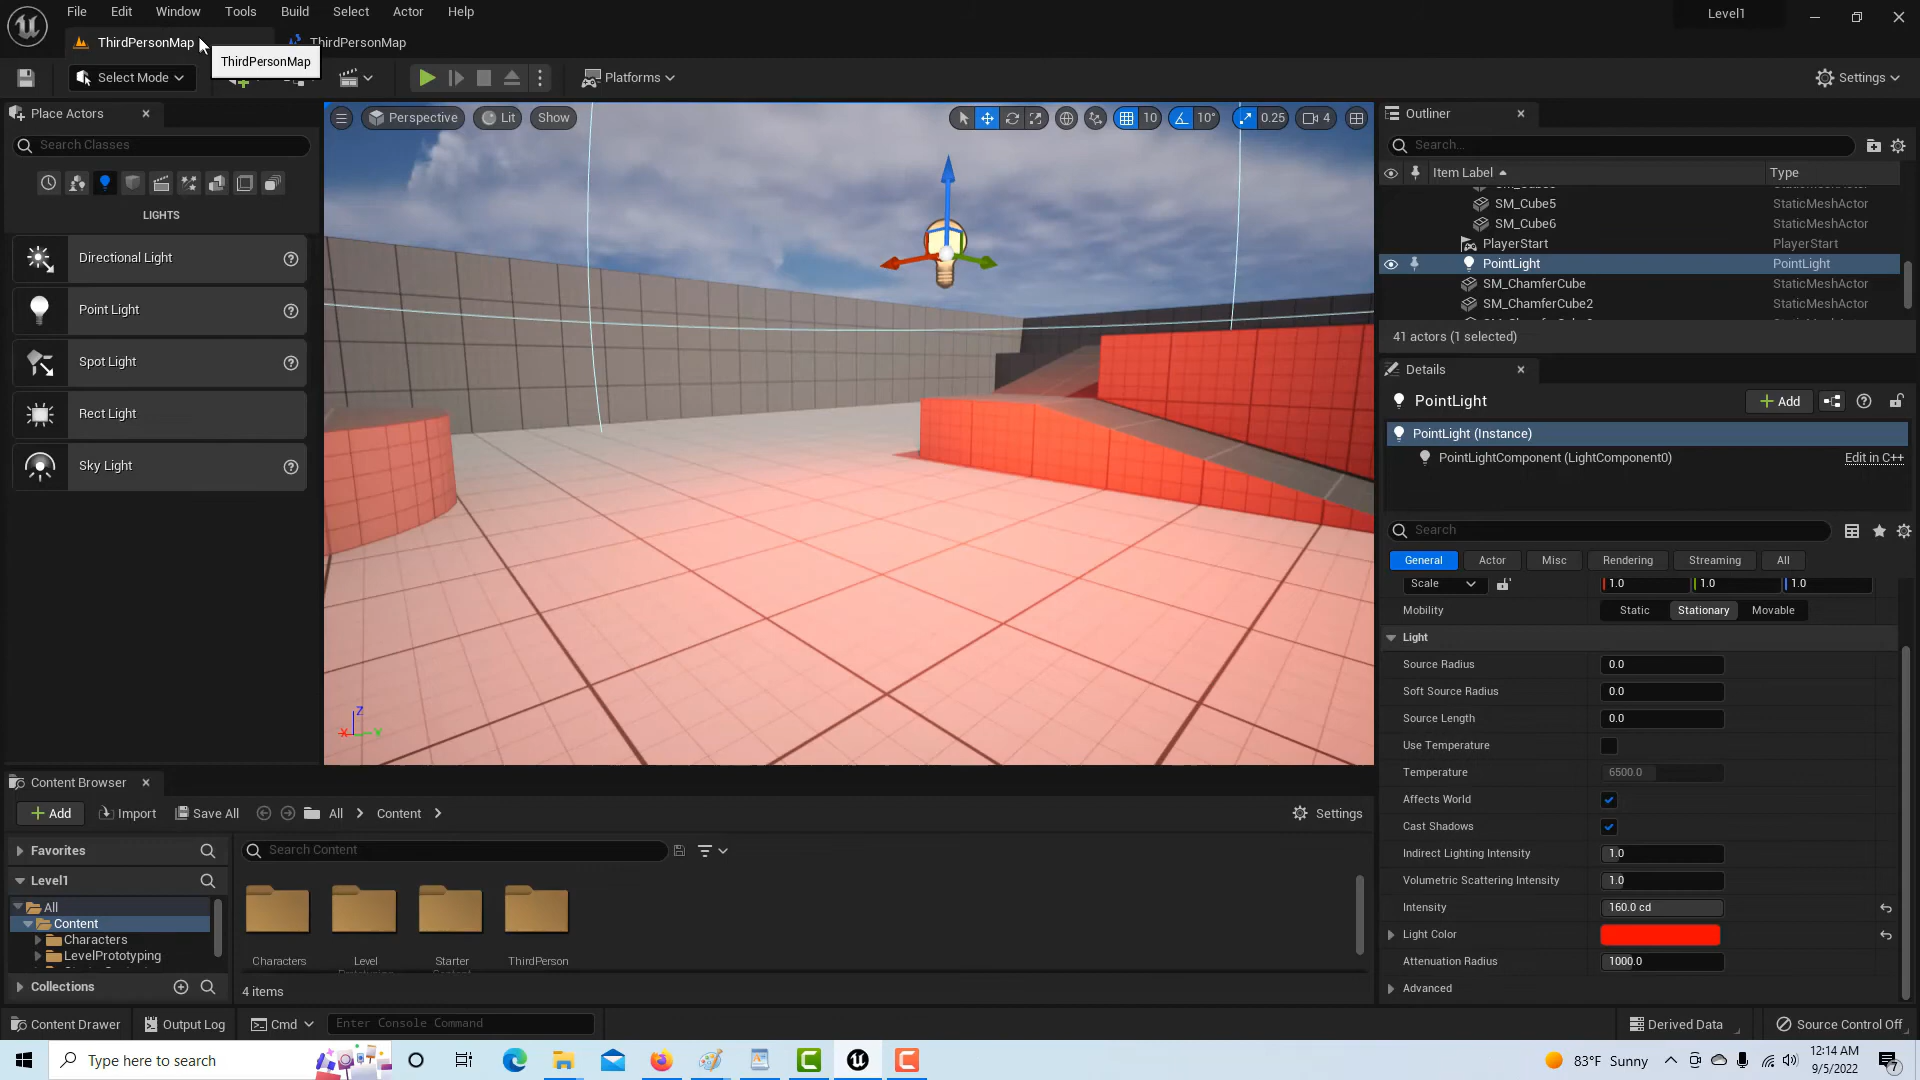 File Edit Window Tools Build Select Actor Help
Level1
ThirdPersonMap
ThirdPersonMap
ThirdPersonMap
Select Mode
Platforms
Settings
Place Actors
Search Classes
LIGHTS
Directional Light
Point Light
Spot Light
Rect Light
Sky Light
Perspective
Lit
Show
10
10°
0.25
4
Z
X
Y
Outliner
Search...
Item Label
Type
SM_Cube5 StaticMeshActor
SM_Cube6 StaticMeshActor
PlayerStart PlayerStart
PointLight PointLight
SM_ChamferCube StaticMeshActor
SM_ChamferCube2 StaticMeshActor
41 actors (1 selected)
Details
PointLight
Add
PointLight (Instance)
PointLightComponent (LightComponent0) Edit in C++
Search
General Actor Misc Rendering Streaming All
Scale 1.0 1.0 1.0
Mobility Static Stationary Movable
Light
Source Radius 0.0
Soft Source Radius 0.0
Source Length 0.0
Use Temperature
Temperature 6500.0
Affects World
Cast Shadows
Indirect Lighting Intensity 1.0
Volumetric Scattering Intensity 1.0
Intensity 160.0 cd
Light Color
Attenuation Radius 1000.0
Advanced
Content Browser
Add Import Save All All Content Settings
Favorites
Search Content
Level1
All
Content
Characters
LevelPrototyping
Collections
Characters
Level
Starter
ThirdPerson
4 items
Content Drawer Output Log Cmd Enter Console Command Derived Data Source Control Off
Type here to search
83°F Sunny
12:14 AM
9/5/2022
7